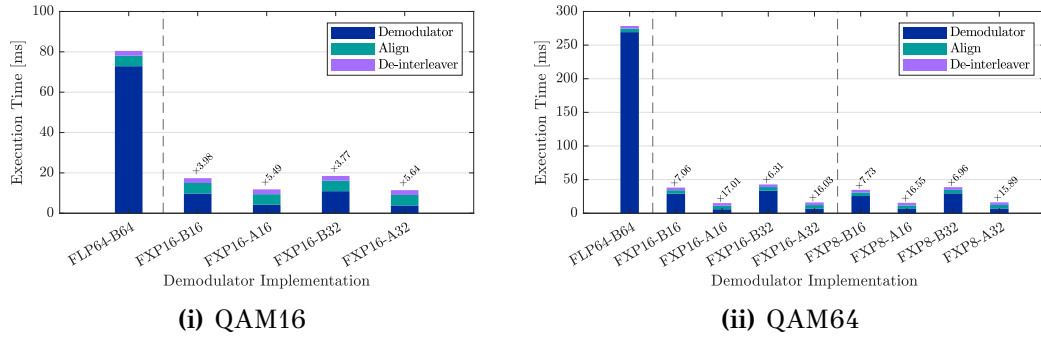 100
80
60
40
20
0
Execution Time [ms]
Demodulator
Align
De-interleaver
×3.98
×5.49
×3.77
×5.64
FLP64-B64
FXP16-B16
FXP16-A16
FXP16-B32
FXP16-A32
Demodulator Implementation
(i) QAM16
300
250
200
150
100
50
0
Execution Time [ms]
Demodulator
Align
De-interleaver
×7.06
×17.01
×6.31
×16.03
×7.73
×16.55
×6.96
×15.89
FLP64-B64
FXP16-B16
FXP16-A16
FXP16-B32
FXP16-A32
FXP8-B16
FXP8-A16
FXP8-B32
FXP8-A32
Demodulator Implementation
(ii) QAM64